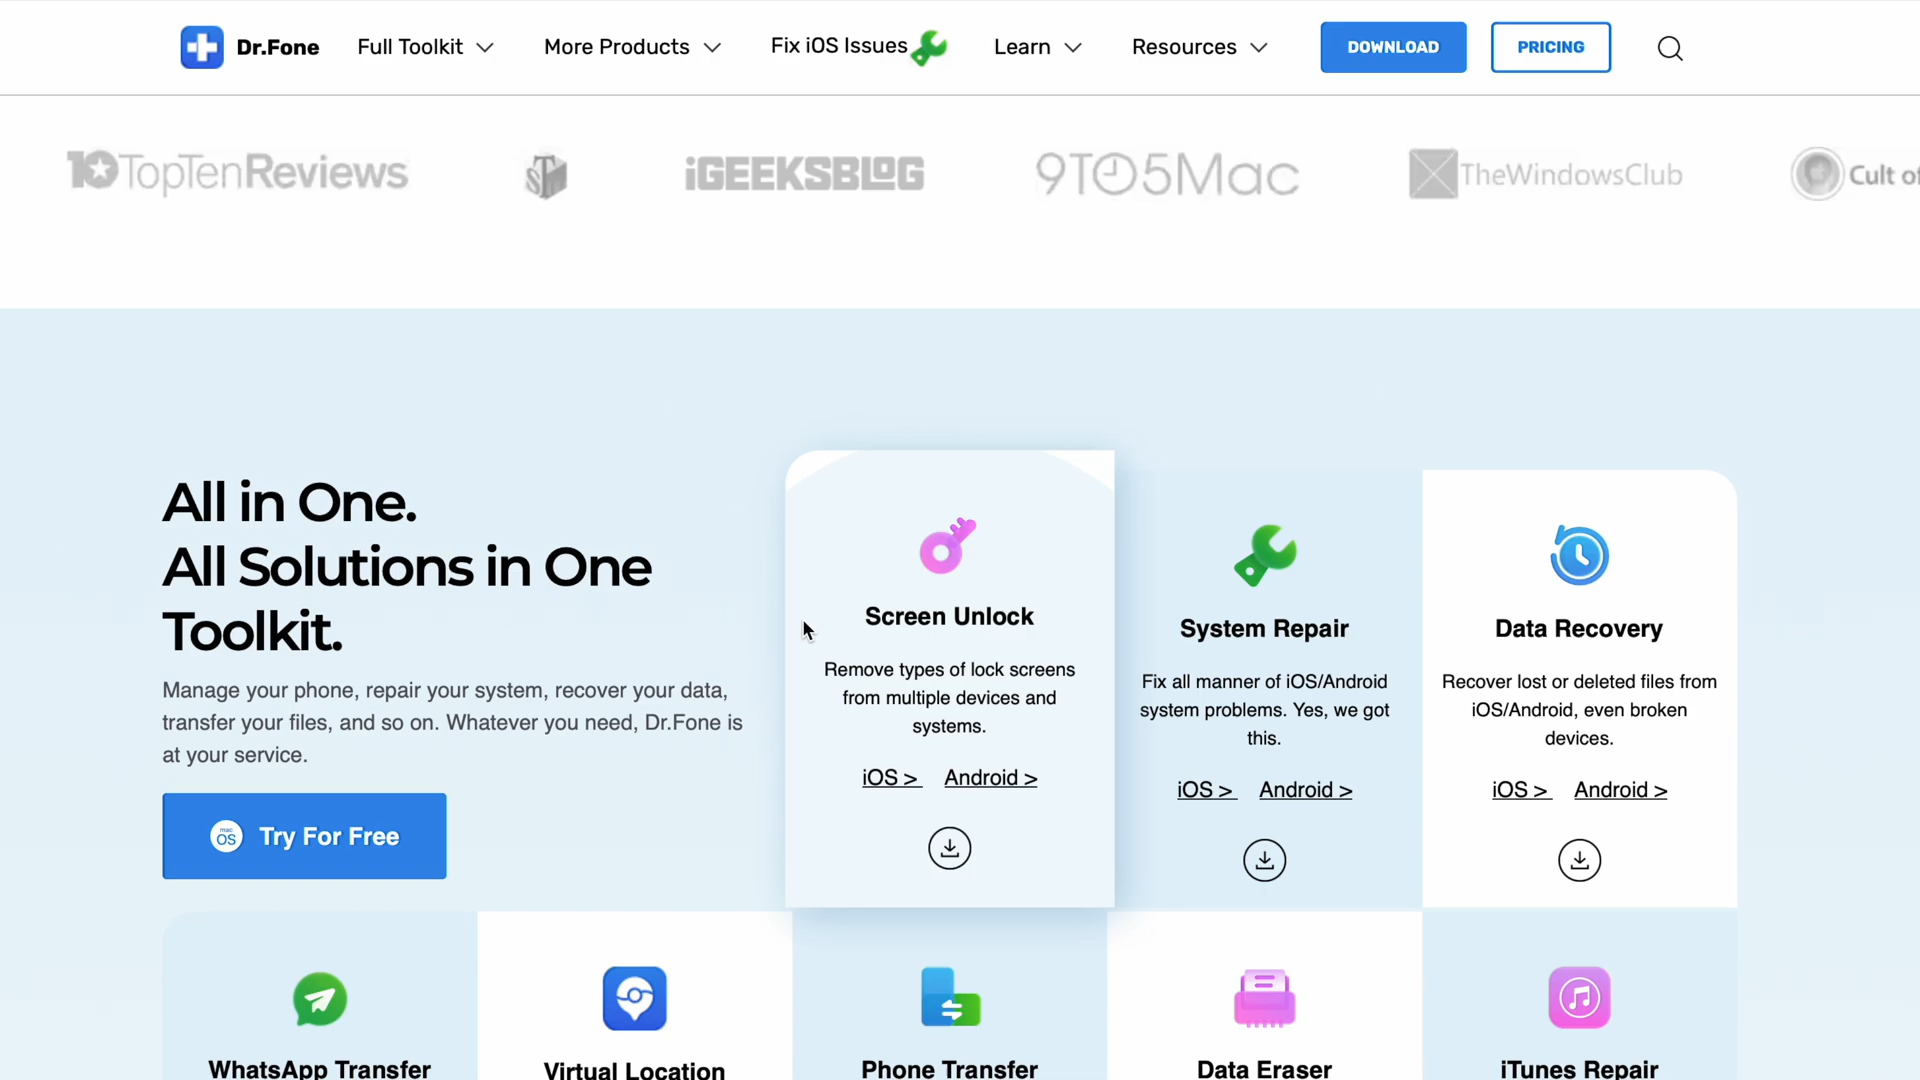 Dr.Fone
Full Toolkit
More Products
Fix iOS Issues
Learn
Resources
DOWNLOAD
PRICING
10TopTenReviews
iGEEKSBLOG
9TO5Mac
TheWindowsClub
Cult of
All in One.
All Solutions in One
Toolkit.
Manage your phone, repair your system, recover your data,
transfer your files, and so on. Whatever you need, Dr.Fone is
at your service.
macOS Try For Free
Screen Unlock
Remove types of lock screens
from multiple devices and
systems.
iOS > Android >
System Repair
Fix all manner of iOS/Android
system problems. Yes, we got
this.
iOS > Android >
Data Recovery
Recover lost or deleted files from
iOS/Android, even broken
devices.
iOS > Android >
WhatsApp Transfer
Virtual Location
Phone Transfer
Data Eraser
iTunes Repair